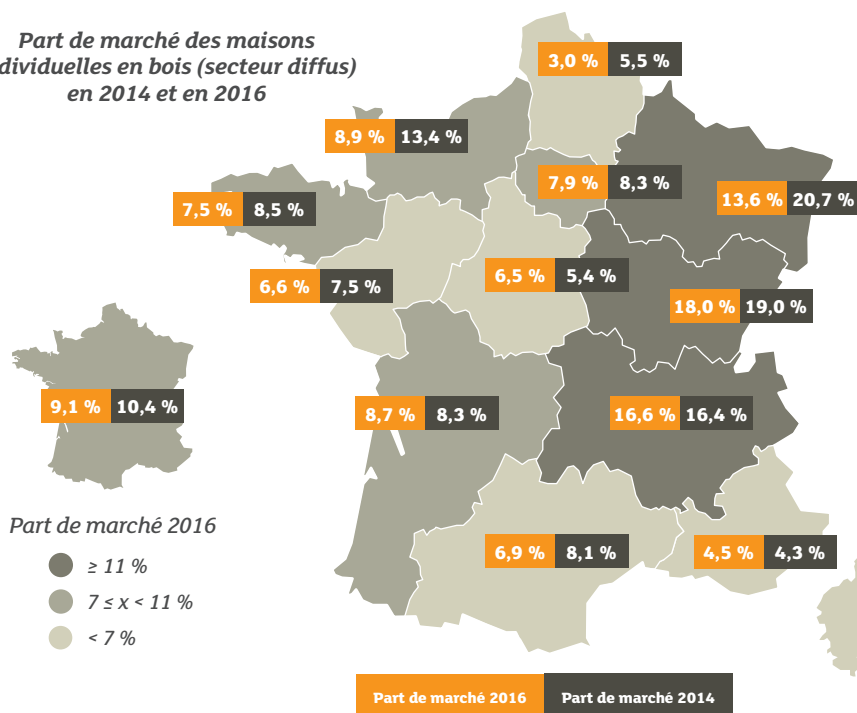 Part de marché des maisons
dividuelles en bois (secteur diffus)
en 2014 et en 2016
3,0 % 5,5 %
8,9 % 13,4 %
7,9 % 8,3 %
13,6 % 20,7 %
7,5 % 8,5 %
6,6 % 7,5 %
6,5 % 5,4 %
18,0 % 19,0 %
9,1 % 10,4 %
8,7 % 8,3 %
16,6 % 16,4 %
6,9 % 8,1 %
4,5 % 4,3 %
Part de marché 2016
≥ 11 %
7 ≤ x < 11 %
< 7 %
Part de marché 2016 Part de marché 2014